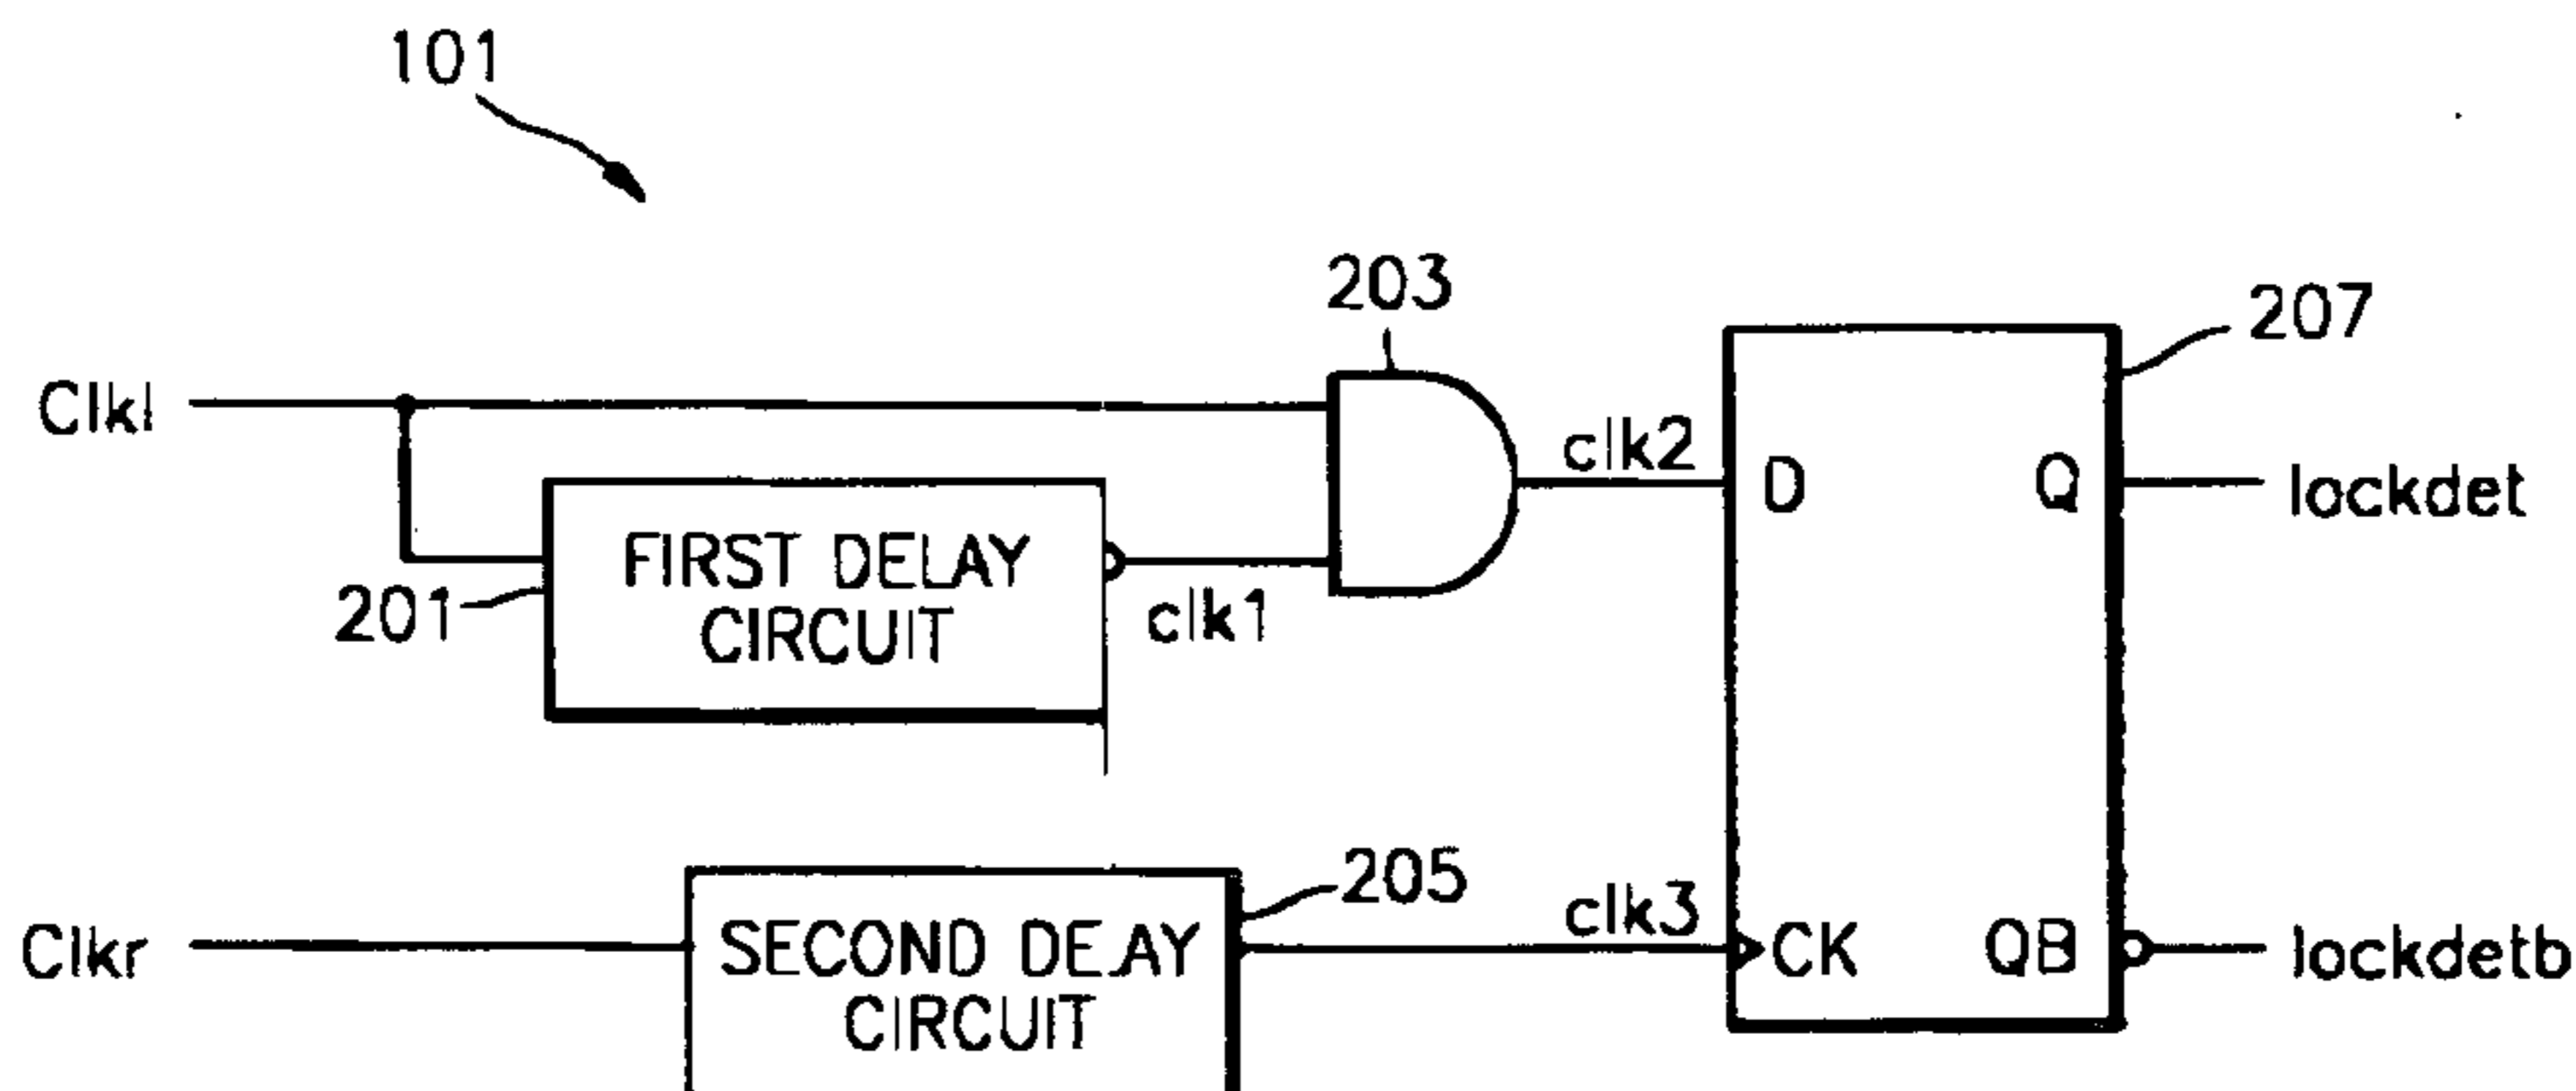 101
203
207
Clkl
clk2
D
Q
lockdet
FIRST DELAY
CIRCUIT
201
clk1
205
clk3
Clkr
SECOND DELAY
CIRCUIT
CK
QB
lockdetb